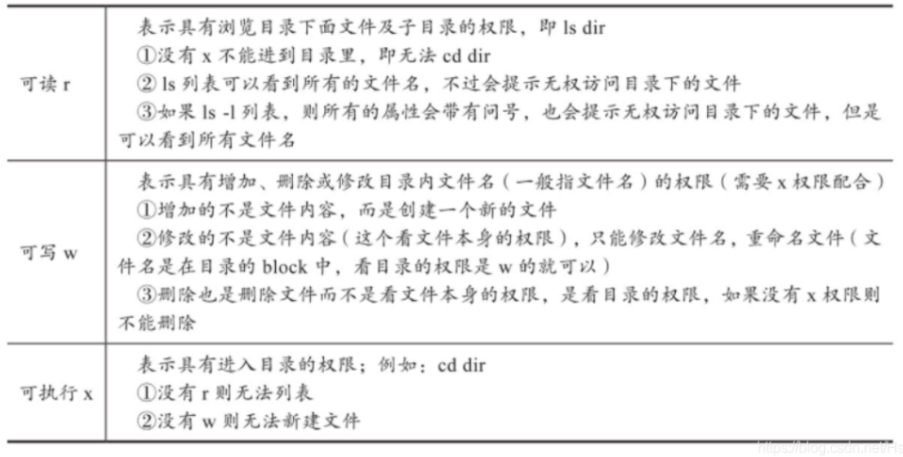 表示具有浏览目录下面文件及子目录的权限，即 ls dir
①没有 x 不能进到目录里，即无法 cd dir
可读 r
② ls 列表可以看到所有的文件名，不过会提示无权访问目录下的文件
③如果 ls -l 列表，则所有的属性会带有问号，也会提示无权访问目录下的文件，但是
可以看到所有文件名
表示具有增加、删除或修改目录内文件名（一般指文件名）的权限（需要 x 权限配合）
①增加的不是文件内容，而是创建一个新的文件
②修改的不是文件内容（这个看文件本身的权限），只能修改文件名，重命名文件（文
可写 w
件名是在目录的 block 中，看目录的权限是 w 的就可以）
③删除也是删除文件而不是看文件本身的权限，是看目录的权限，如果没有 x 权限则
不能删除
表示具有进入目录的权限；例如：cd dir
可执行 x
①没有 r 则无法列表
②没有 w 则无法新建文件
https://blog.csdn.net/Hs